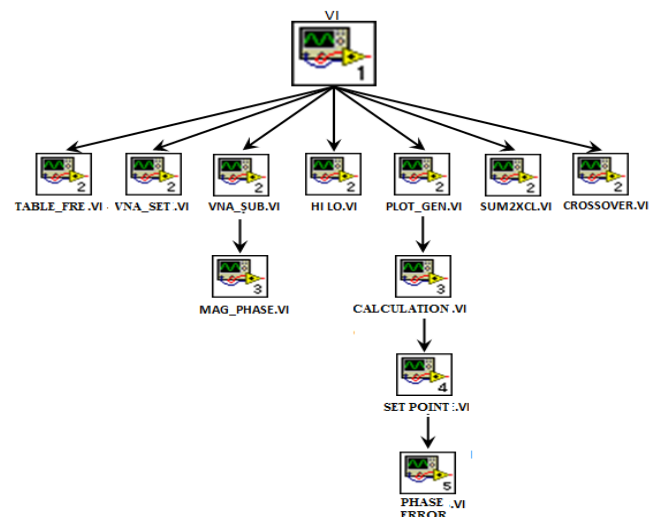 VI
1
2 2 2 2 2 2 2
TABLE_FRE.VI VNA_SET.VI VNA_SUB.VI HI LO.VI PLOT_GEN.VI SUM2XCL.VI CROSSOVER.VI
3 3
MAG_PHASE.VI CALCULATION.VI
4
SET POINT.VI
5
PHASE .VI
ERROR